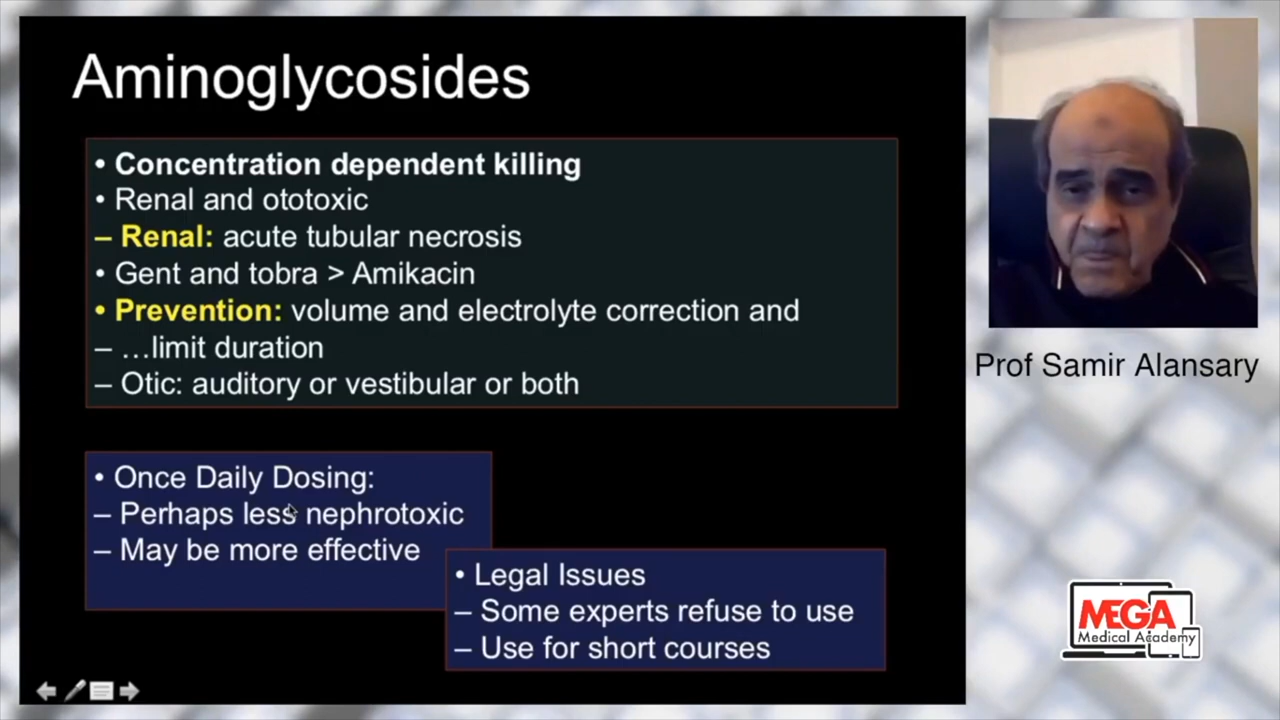 Aminoglycosides
• Concentration dependent killing
• Renal and ototoxic
– Renal: acute tubular necrosis
• Gent and tobra > Amikacin
• Prevention: volume and electrolyte correction and
– …limit duration
– Otic: auditory or vestibular or both
• Once Daily Dosing:
– Perhaps less nephrotoxic
– May be more effective
• Legal Issues
– Some experts refuse to use
– Use for short courses
Prof Samir Alansary
MEGA
Medical Academy